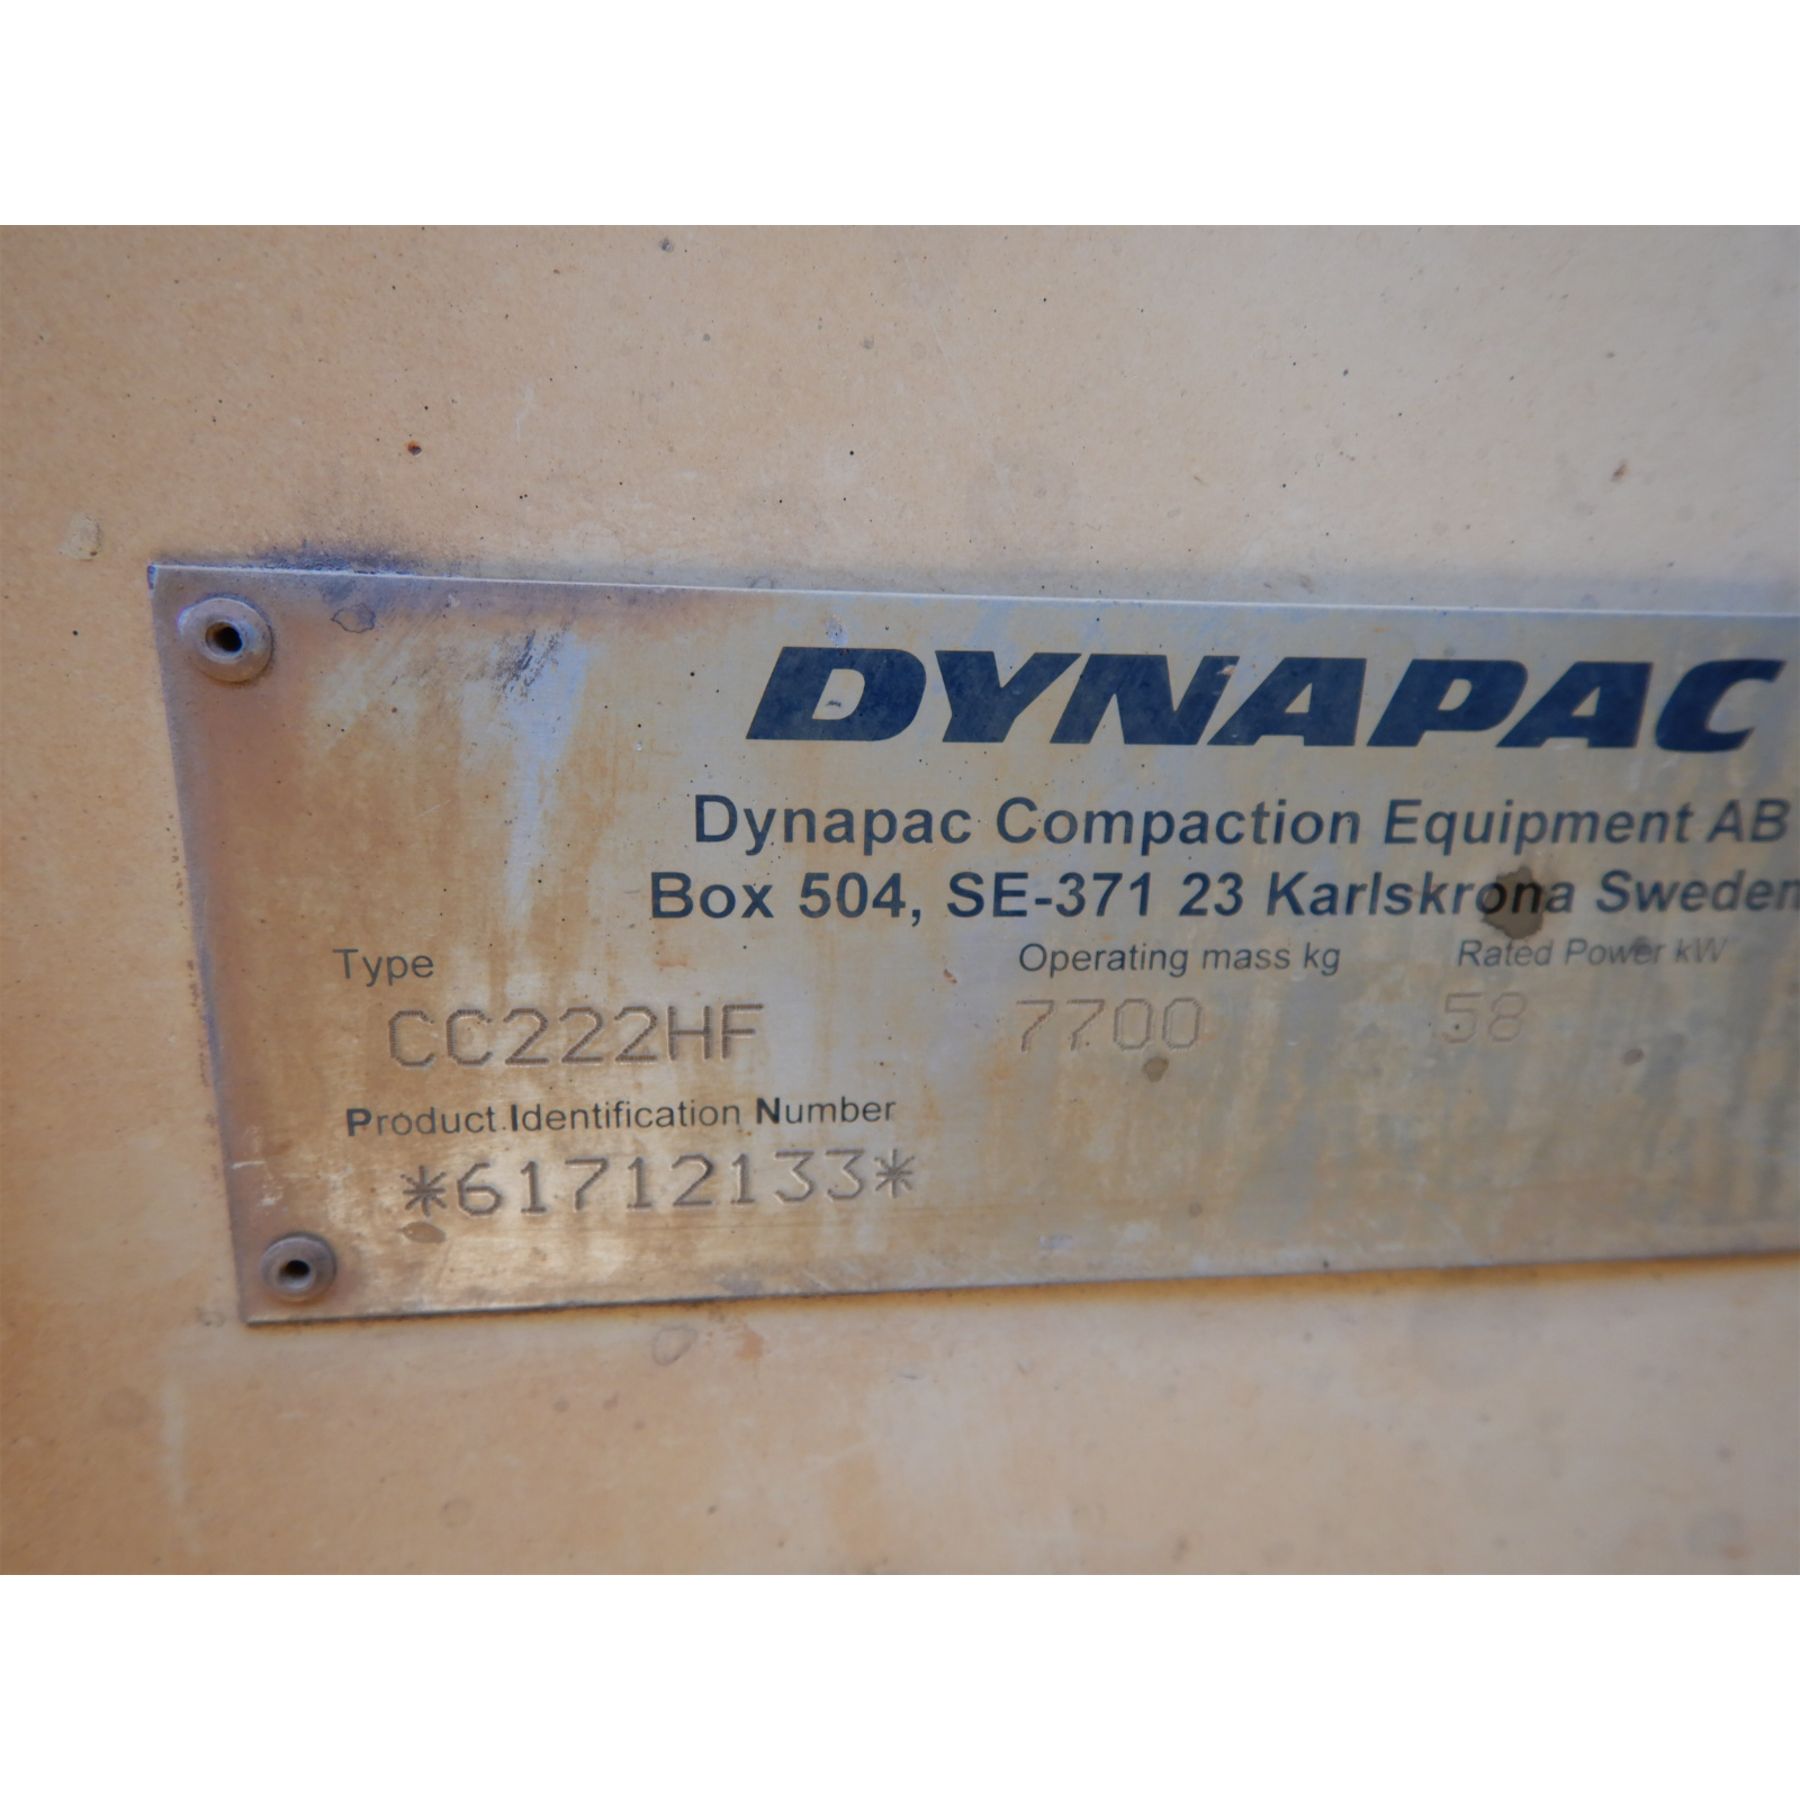 DYNAPAC
Dynapac Compaction Equipment AB
Box 504, SE-371 23 Karlskrona Sweden
Type Operating mass kg Rated Power kW
CC222HF 7700 58
Product Identification Number
*61712133*